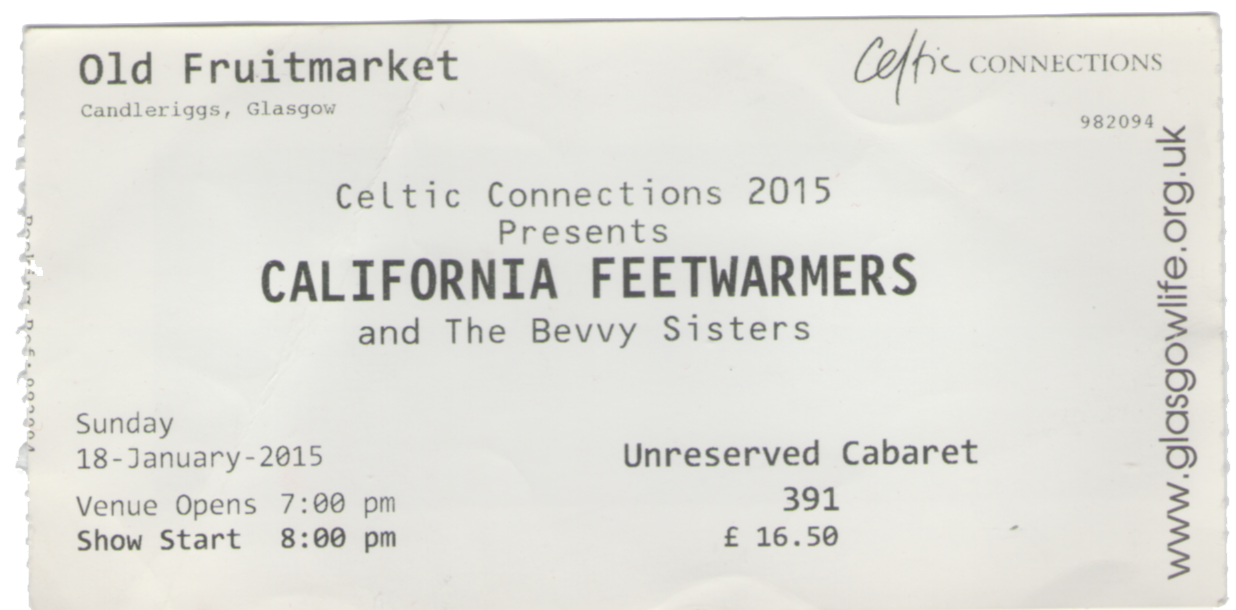 Old Fruitmarket
Candleriggs, Glasgow
Celtic CONNECTIONS
982094
Celtic Connections 2015
Presents
CALIFORNIA FEETWARMERS
and The Bevvy Sisters
Sunday
18-January-2015
Venue Opens 7:00 pm
Show Start 8:00 pm
Unreserved Cabaret
391
£ 16.50
www.glasgowlife.org.uk